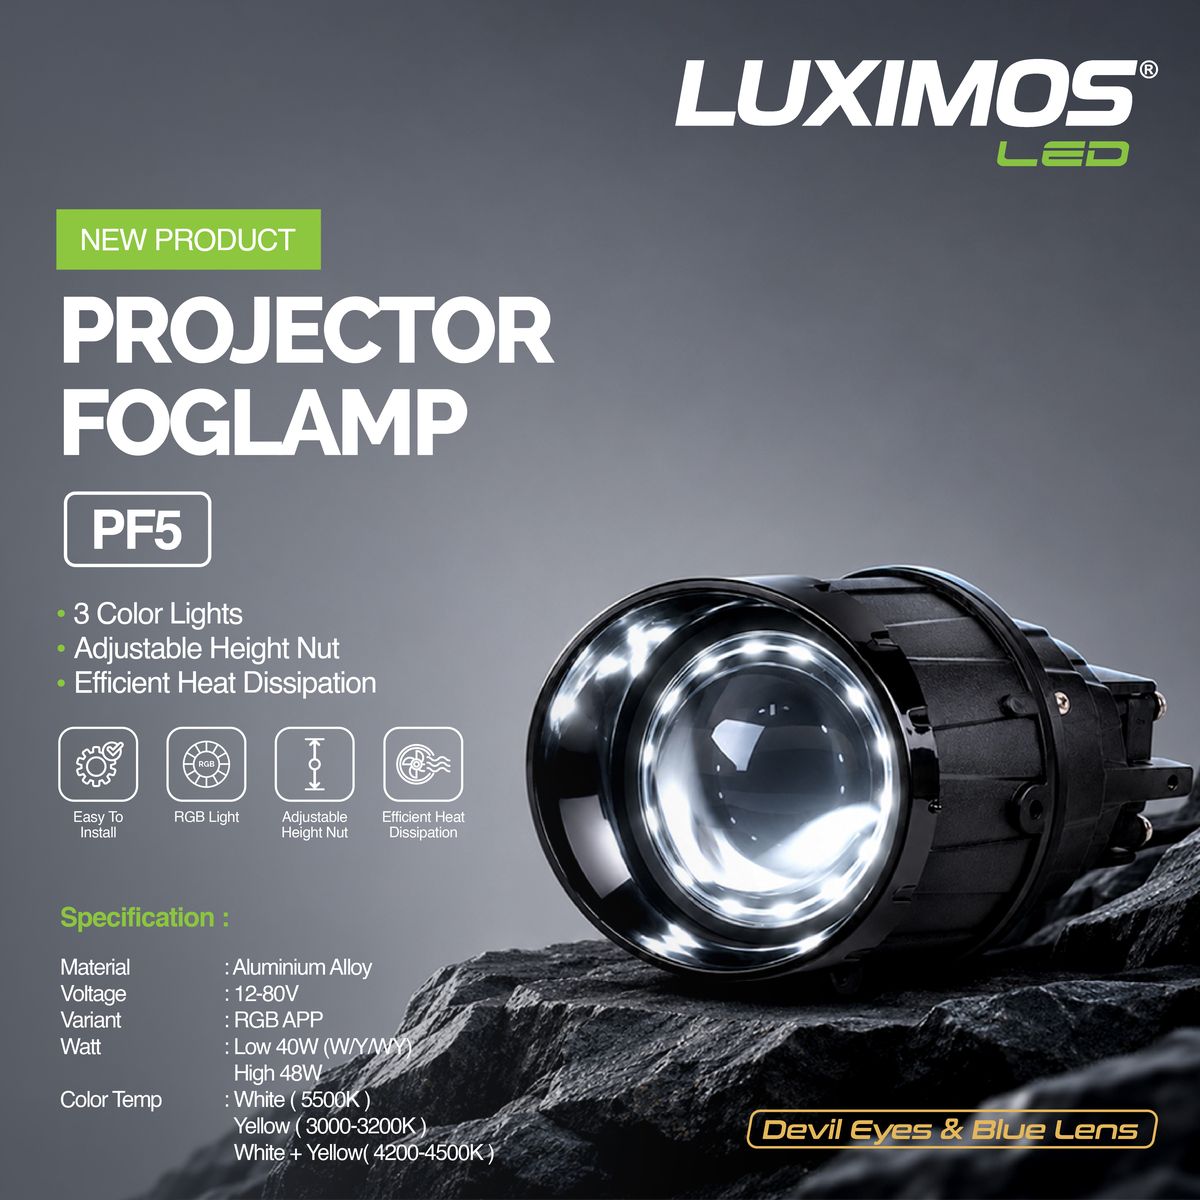 LUXIMOS®
LED
NEW PRODUCT
PROJECTOR
FOGLAMP
PF5
• 3 Color Lights
• Adjustable Height Nut
• Efficient Heat Dissipation
RGB
Easy To
Install
RGB Light
Adjustable
Height Nut
Efficient Heat
Dissipation
Specification :
Material : Aluminium Alloy
Voltage : 12-80V
Variant : RGB APP
Watt : Low 40W (W/Y/WY)
High 48W
Color Temp : White ( 5500K )
Yellow ( 3000-3200K )
White + Yellow( 4200-4500K )
Devil Eyes & Blue Lens